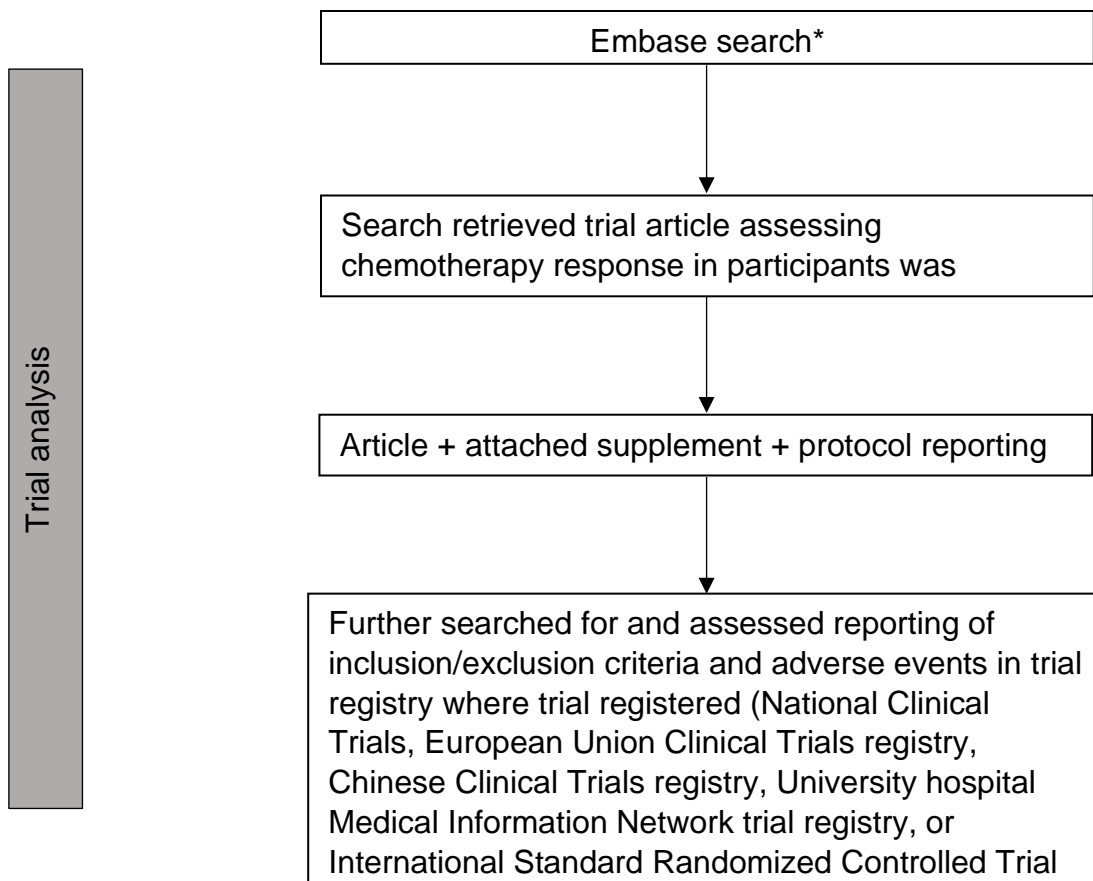 Embase search*
Search retrieved trial article assessing
chemotherapy response in participants was
Article + attached supplement + protocol reporting
Further searched for and assessed reporting of
inclusion/exclusion criteria and adverse events in trial
registry where trial registered (National Clinical
Trials, European Union Clinical Trials registry,
Chinese Clinical Trials registry, University hospital
Medical Information Network trial registry, or
International Standard Randomized Controlled Trial
Trial analysis